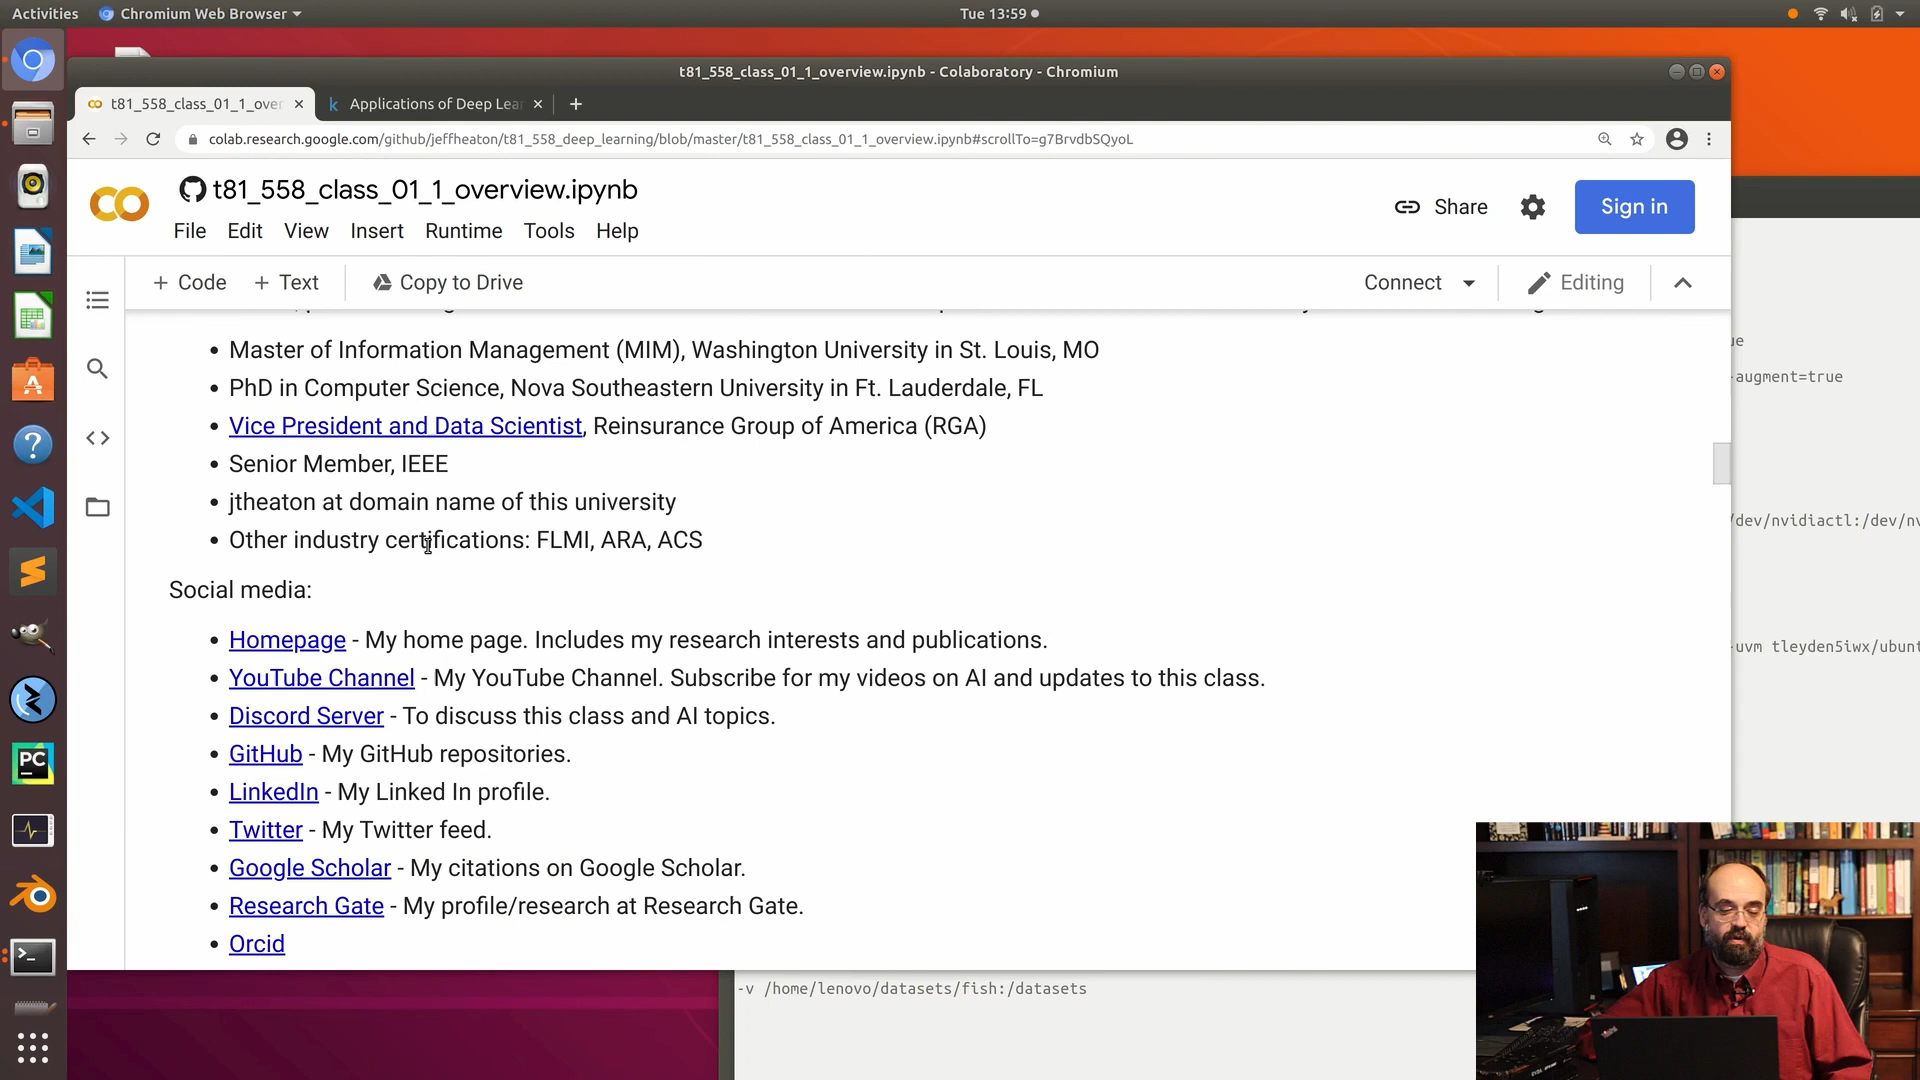 Activities
Chromium Web Browser
Tue 13:59
t81_558_class_01_1_overview.ipynb - Colaboratory - Chromium
t81_558_class_01_1_over
Applications of Deep Lea
colab.research.google.com/github/jeffheaton/t81_558_deep_learning/blob/master/t81_558_class_01_1_overview.ipynb#scrollTo=g7BrvdbSQyoL
t81_558_class_01_1_overview.ipynb
File Edit View Insert Runtime Tools Help
Share
Sign in
+ Code + Text
Copy to Drive
Connect
Editing
• Master of Information Management (MIM), Washington University in St. Louis, MO
• PhD in Computer Science, Nova Southeastern University in Ft. Lauderdale, FL
• Vice President and Data Scientist, Reinsurance Group of America (RGA)
• Senior Member, IEEE
• jtheaton at domain name of this university
• Other industry certifications: FLMI, ARA, ACS
Social media:
• Homepage - My home page. Includes my research interests and publications.
• YouTube Channel - My YouTube Channel. Subscribe for my videos on AI and updates to this class.
• Discord Server - To discuss this class and AI topics.
• GitHub - My GitHub repositories.
• LinkedIn - My Linked In profile.
• Twitter - My Twitter feed.
• Google Scholar - My citations on Google Scholar.
• Research Gate - My profile/research at Research Gate.
• Orcid
ue
-augment=true
/dev/nvidiactl:/dev/nv
-uvm tleyden5iwx/ubunt
-v /home/lenovo/datasets/fish:/datasets
PC